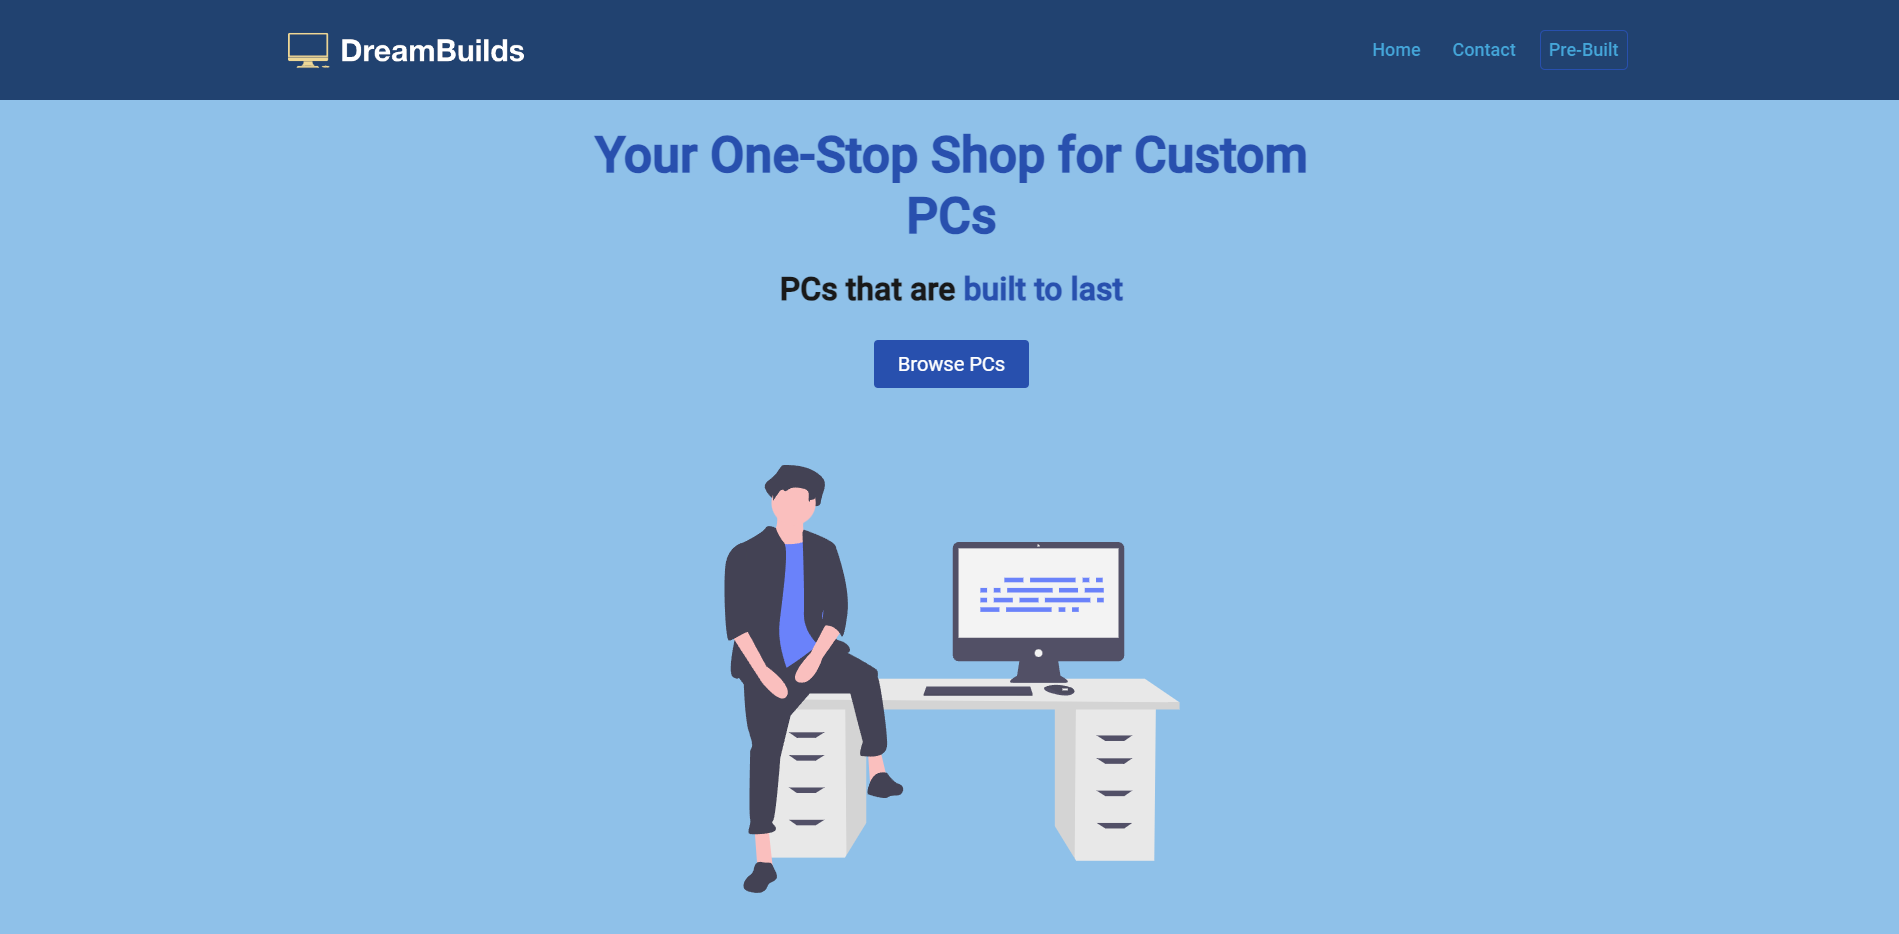 DreamBuilds
Home Contact Pre-Built
Your One-Stop Shop for Custom
PCs
PCs that are built to last
Browse PCs